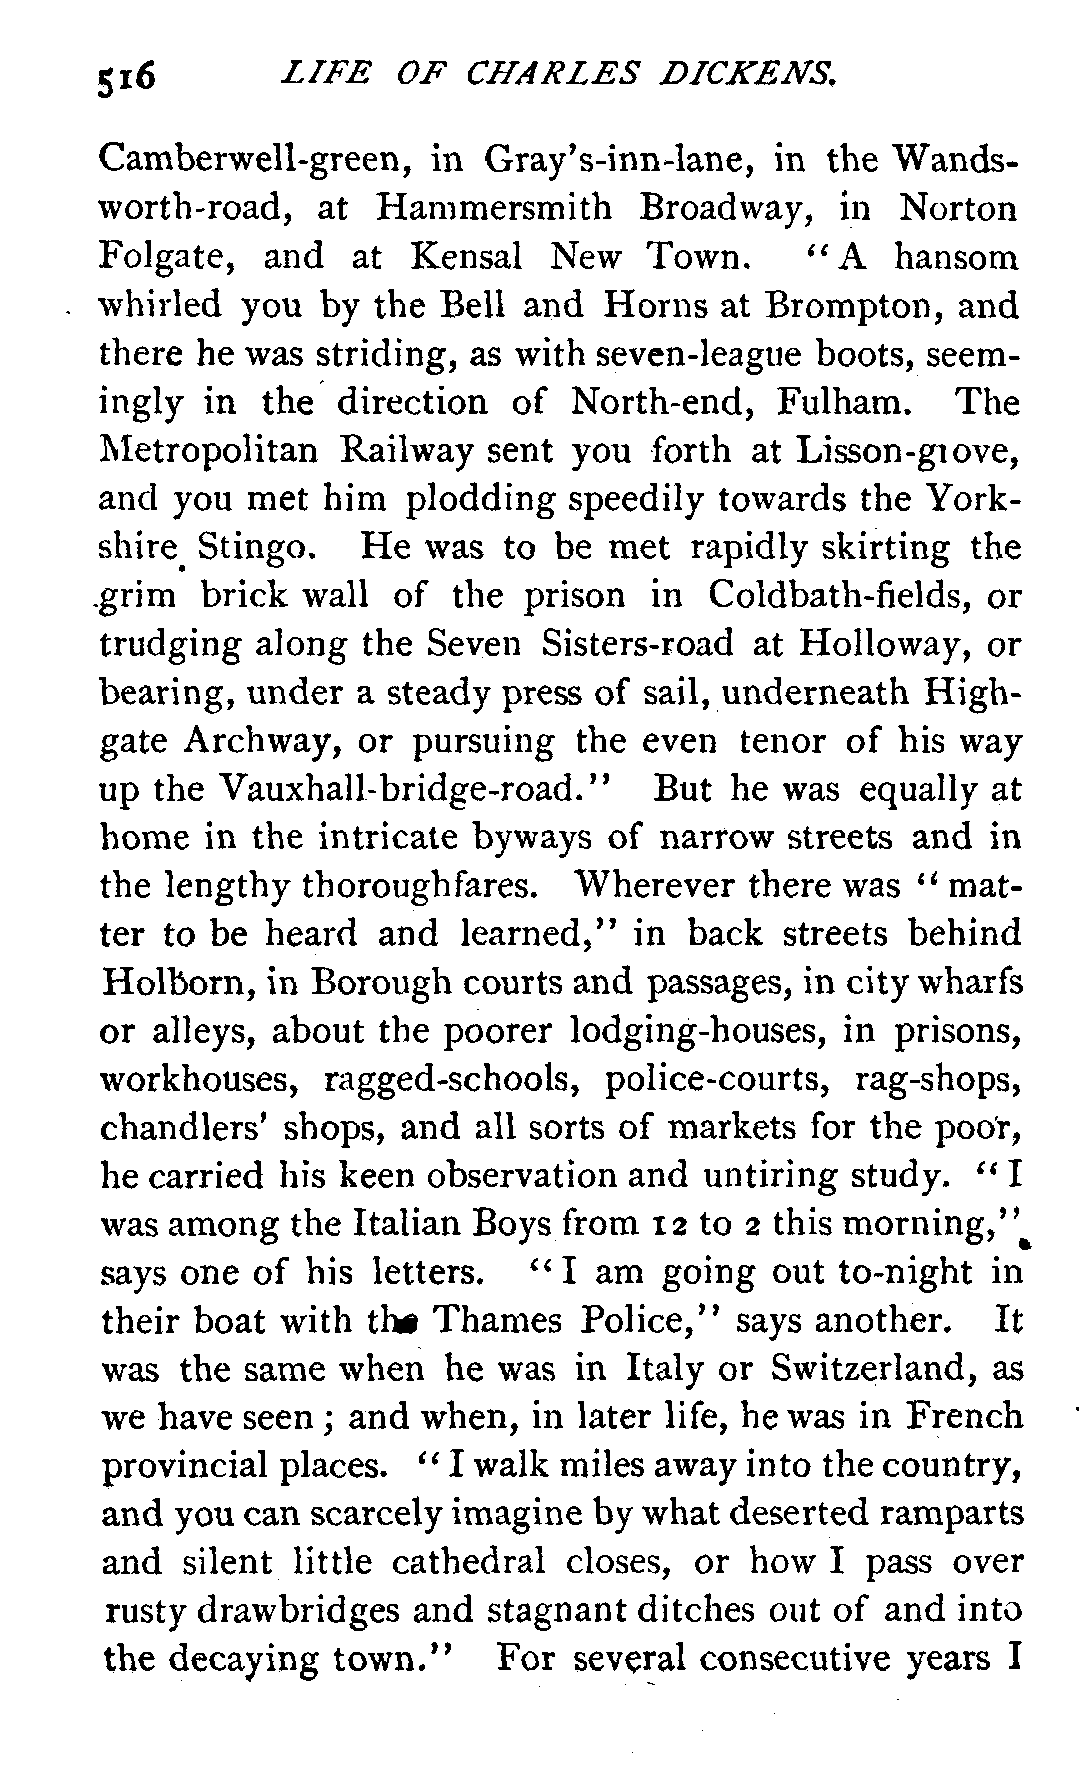 516 LIFE OF CHARLES DICKENS.
Camberwell-green, in Gray's-inn-lane, in the Wands-
worth-road, at Hammersmith Broadway, in Norton
Folgate, and at Kensal New Town. "A hansom
whirled you by the Bell and Horns at Brompton, and
there he was striding, as with seven-league boots, seem-
ingly in the direction of North-end, Fulham. The
Metropolitan Railway sent you forth at Lisson-grove,
and you met him plodding speedily towards the York-
shire Stingo. He was to be met rapidly skirting the
grim brick wall of the prison in Coldbath-fields, or
trudging along the Seven Sisters-road at Holloway, or
bearing, under a steady press of sail, underneath High-
gate Archway, or pursuing the even tenor of his way
up the Vauxhall-bridge-road." But he was equally at
home in the intricate byways of narrow streets and in
the lengthy thoroughfares. Wherever there was "mat-
ter to be heard and learned," in back streets behind
Holborn, in Borough courts and passages, in city wharfs
or alleys, about the poorer lodging-houses, in prisons,
workhouses, ragged-schools, police-courts, rag-shops,
chandlers' shops, and all sorts of markets for the poor,
he carried his keen observation and untiring study. "I
was among the Italian Boys from 12 to 2 this morning,"
says one of his letters. "I am going out to-night in
their boat with the Thames Police," says another. It
was the same when he was in Italy or Switzerland, as
we have seen; and when, in later life, he was in French
provincial places. "I walk miles away into the country,
and you can scarcely imagine by what deserted ramparts
and silent little cathedral closes, or how I pass over
rusty drawbridges and stagnant ditches out of and into
the decaying town." For several consecutive years I